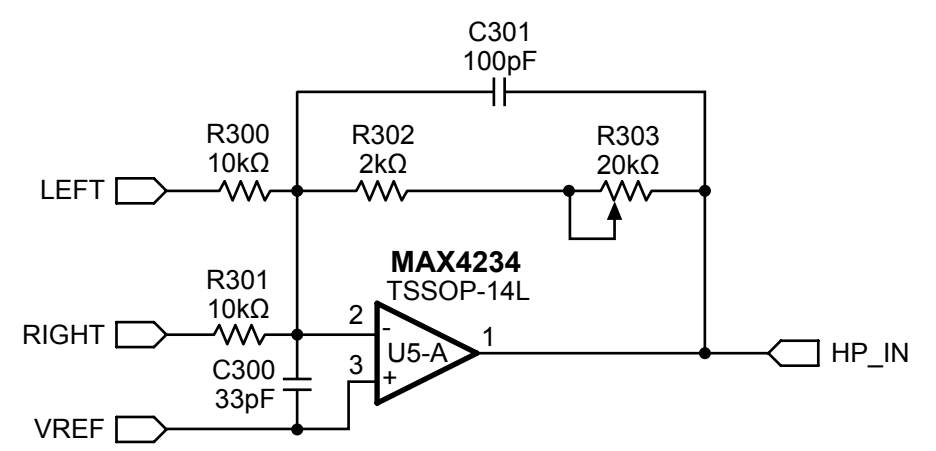 C301
100pF
R300
10kΩ
R302
2kΩ
R303
20kΩ
LEFT
MAX4234
TSSOP-14L
R301
10kΩ
RIGHT
2
-
1
U5-A
HP_IN
C300
33pF
3
+
VREF